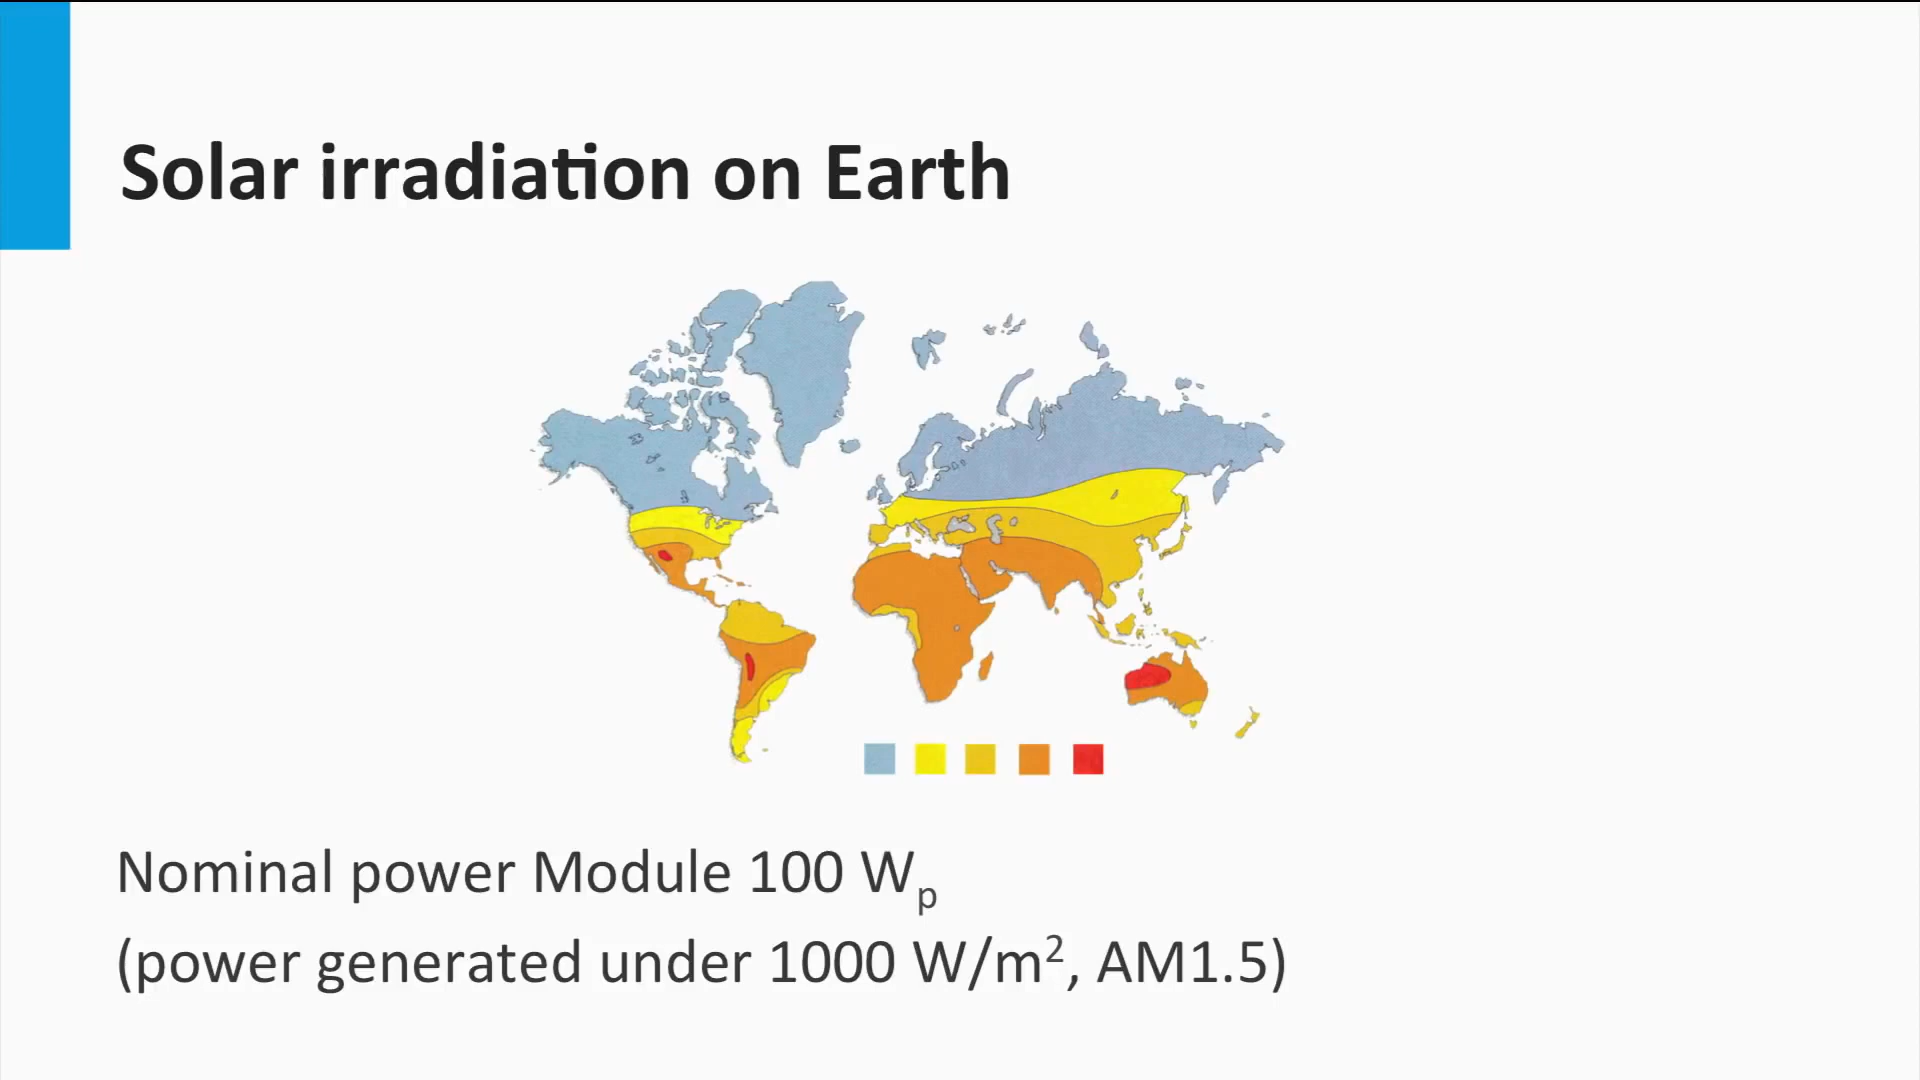 Solar irradiation on Earth
Nominal power Module 100 Wₚ
(power generated under 1000 W/m², AM1.5)